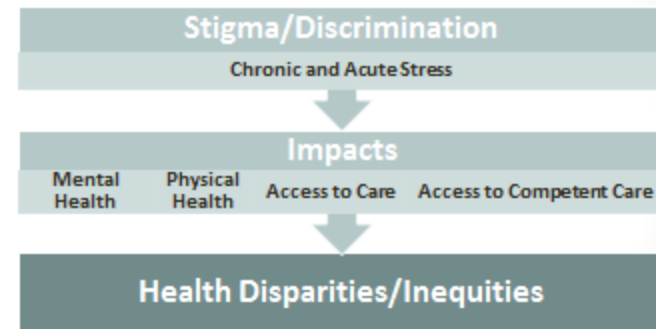 Stigma/Discrimination
Chronic and Acute Stress
Impacts
Mental Health
Physical Health
Access to Care
Access to Competent Care
Health Disparities/Inequities